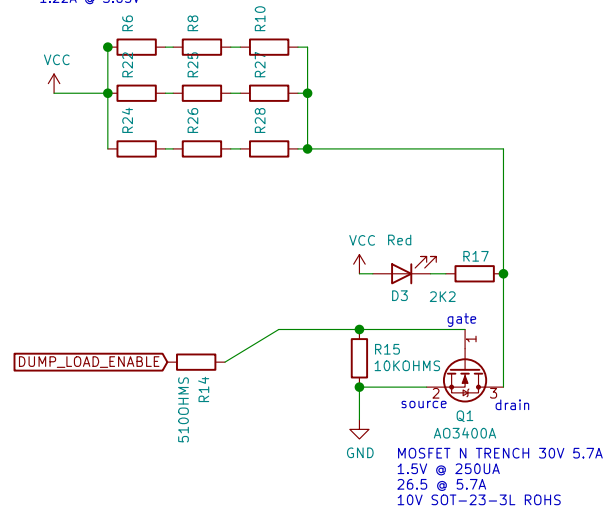 R6
R8
R10
VCC
R22
R25
R27
R24
R26
R28
VCC Red
R17
D3
2K2
gate
1
DUMP_LOAD_ENABLE
R15
10KOHMS
5100HMS
R14
source
2
3
drain
Q1
AO3400A
GND
MOSFET N TRENCH 30V 5.7A
1.5V @ 250UA
26.5 @ 5.7A
10V SOT-23-3L ROHS